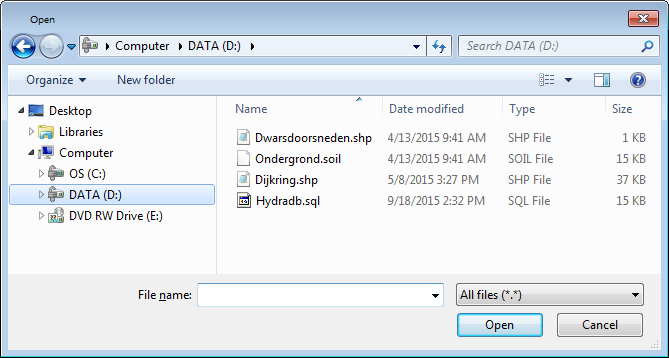 Open
Computer DATA (D:) Search DATA (D:)
Organize New folder
Desktop
Libraries
Computer
OS (C:)
DATA (D:)
DVD RW Drive (E:)
Name Date modified Type Size
Dwarsdoorsneden.shp 4/13/2015 9:41 AM SHP File 1 KB
Ondergrond.soil 4/13/2015 9:41 AM SOIL File 15 KB
Dijkring.shp 5/8/2015 3:27 PM SHP File 37 KB
Hydradb.sql 9/18/2015 2:32 PM SQL File 15 KB
File name: All files (*.*)
Open Cancel